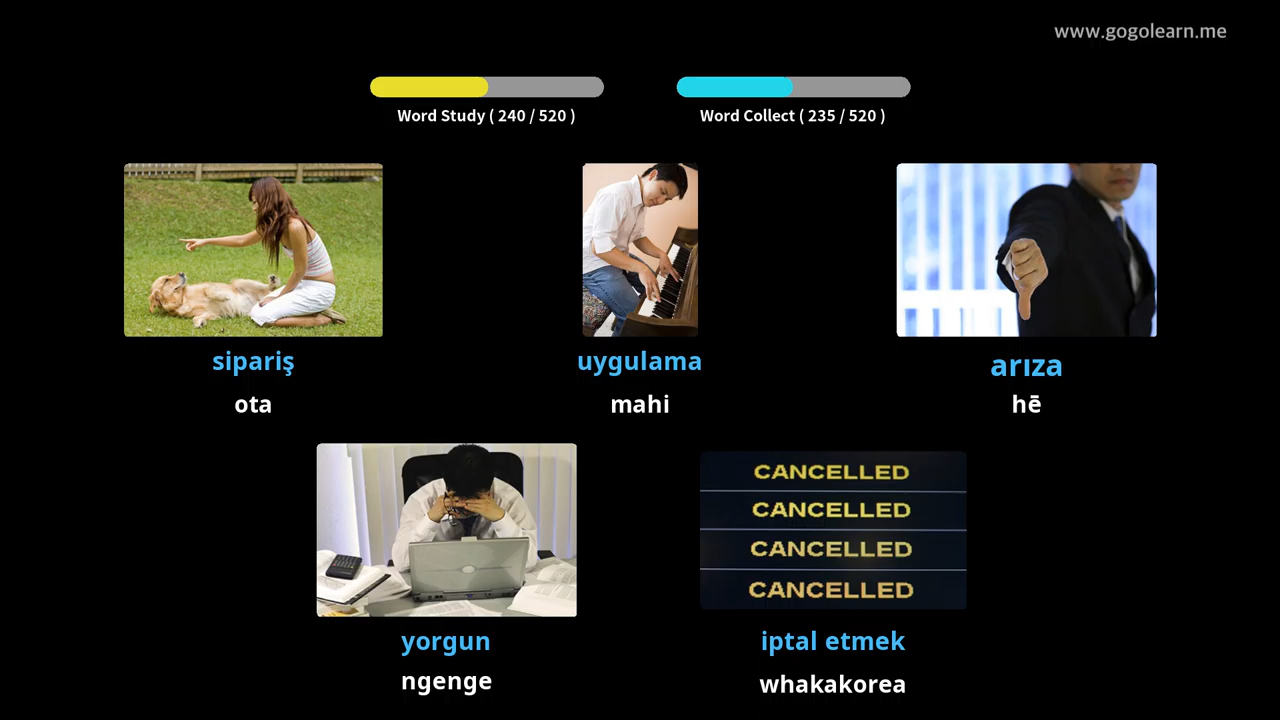 www.gogolearn.me
Word Study ( 240 / 520 )
Word Collect ( 235 / 520 )
sipariş
uygulama
arıza
ota
mahi
hē
CANCELLED
CANCELLED
CANCELLED
CANCELLED
yorgun
iptal etmek
ngenge
whakakorea